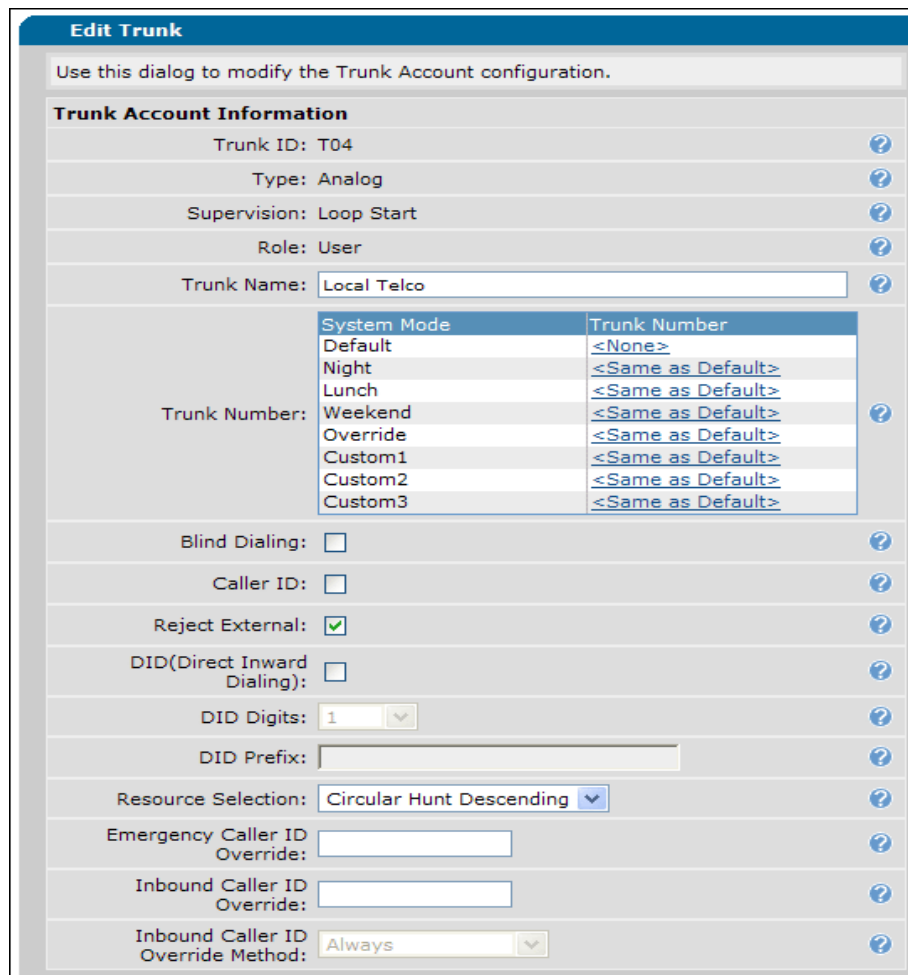 Edit Trunk
Use this dialog to modify the Trunk Account configuration.
Trunk Account Information
Trunk ID: T04
Type: Analog
Supervision: Loop Start
Role: User
Trunk Name: Local Telco
Trunk Number:
System Mode Trunk Number
Default <None>
Night <Same as Default>
Lunch <Same as Default>
Weekend <Same as Default>
Override <Same as Default>
Custom1 <Same as Default>
Custom2 <Same as Default>
Custom3 <Same as Default>
Blind Dialing:
Caller ID:
Reject External:
DID(Direct Inward
Dialing):
DID Digits: 1
DID Prefix:
Resource Selection: Circular Hunt Descending
Emergency Caller ID
Override:
Inbound Caller ID
Override:
Inbound Caller ID
Override Method: Always